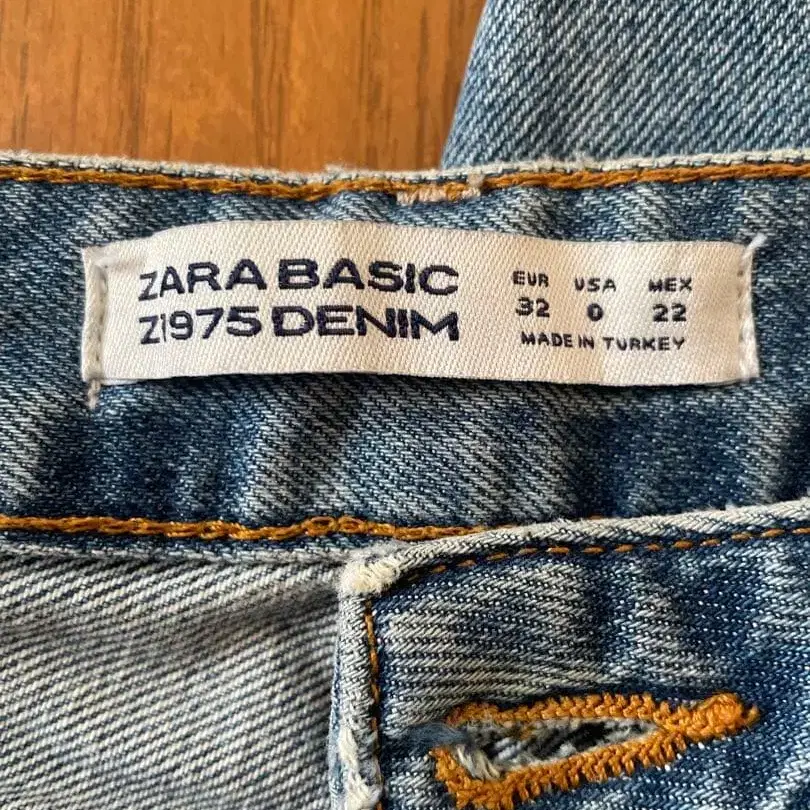 ZARA BASIC
Z1975 DENIM
EUR USA MEX
32 0 22
MADE IN TURKEY